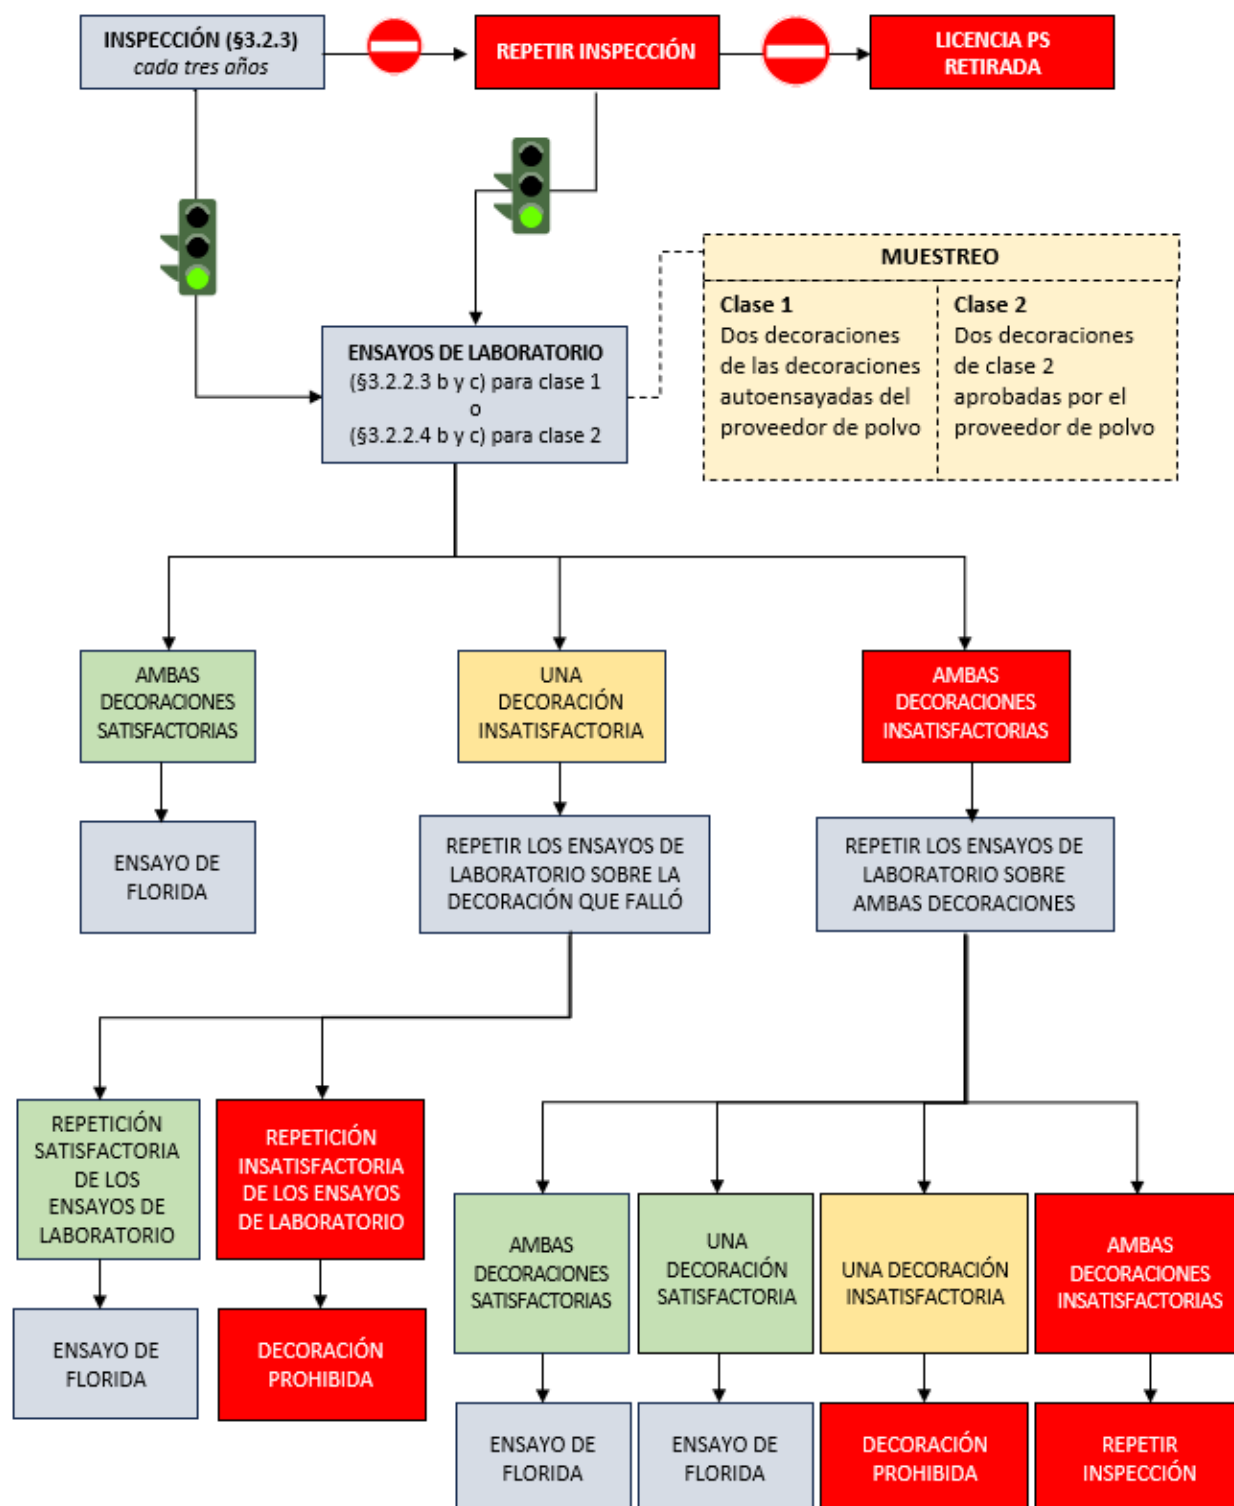 INSPECCIÓN (§3.2.3)
cada tres años
REPETIR INSPECCIÓN
LICENCIA PS
RETIRADA
MUESTREO
Clase 1
Dos decoraciones
de las decoraciones
autoensayadas del
proveedor de polvo
Clase 2
Dos decoraciones
de clase 2
aprobadas por el
proveedor de polvo
ENSAYOS DE LABORATORIO
(§3.2.2.3 b y c) para clase 1
o
(§3.2.2.4 b y c) para clase 2
AMBAS
DECORACIONES
SATISFACTORIAS
UNA
DECORACIÓN
INSATISFACTORIA
AMBAS
DECORACIONES
INSATISFACTORIAS
ENSAYO DE
FLORIDA
REPETIR LOS ENSAYOS DE
LABORATORIO SOBRE LA
DECORACIÓN QUE FALLÓ
REPETIR LOS ENSAYOS DE
LABORATORIO SOBRE
AMBAS DECORACIONES
REPETICIÓN
SATISFACTORIA
DE LOS
ENSAYOS DE
LABORATORIO
REPETICIÓN
INSATISFACTORIA
DE LOS ENSAYOS
DE LABORATORIO
AMBAS
DECORACIONES
SATISFACTORIAS
UNA
DECORACIÓN
SATISFACTORIA
UNA DECORACIÓN
INSATISFACTORIA
AMBAS
DECORACIONES
INSATISFACTORIAS
ENSAYO DE
FLORIDA
DECORACIÓN
PROHIBIDA
ENSAYO DE
FLORIDA
ENSAYO DE
FLORIDA
DECORACIÓN
PROHIBIDA
REPETIR
INSPECCIÓN